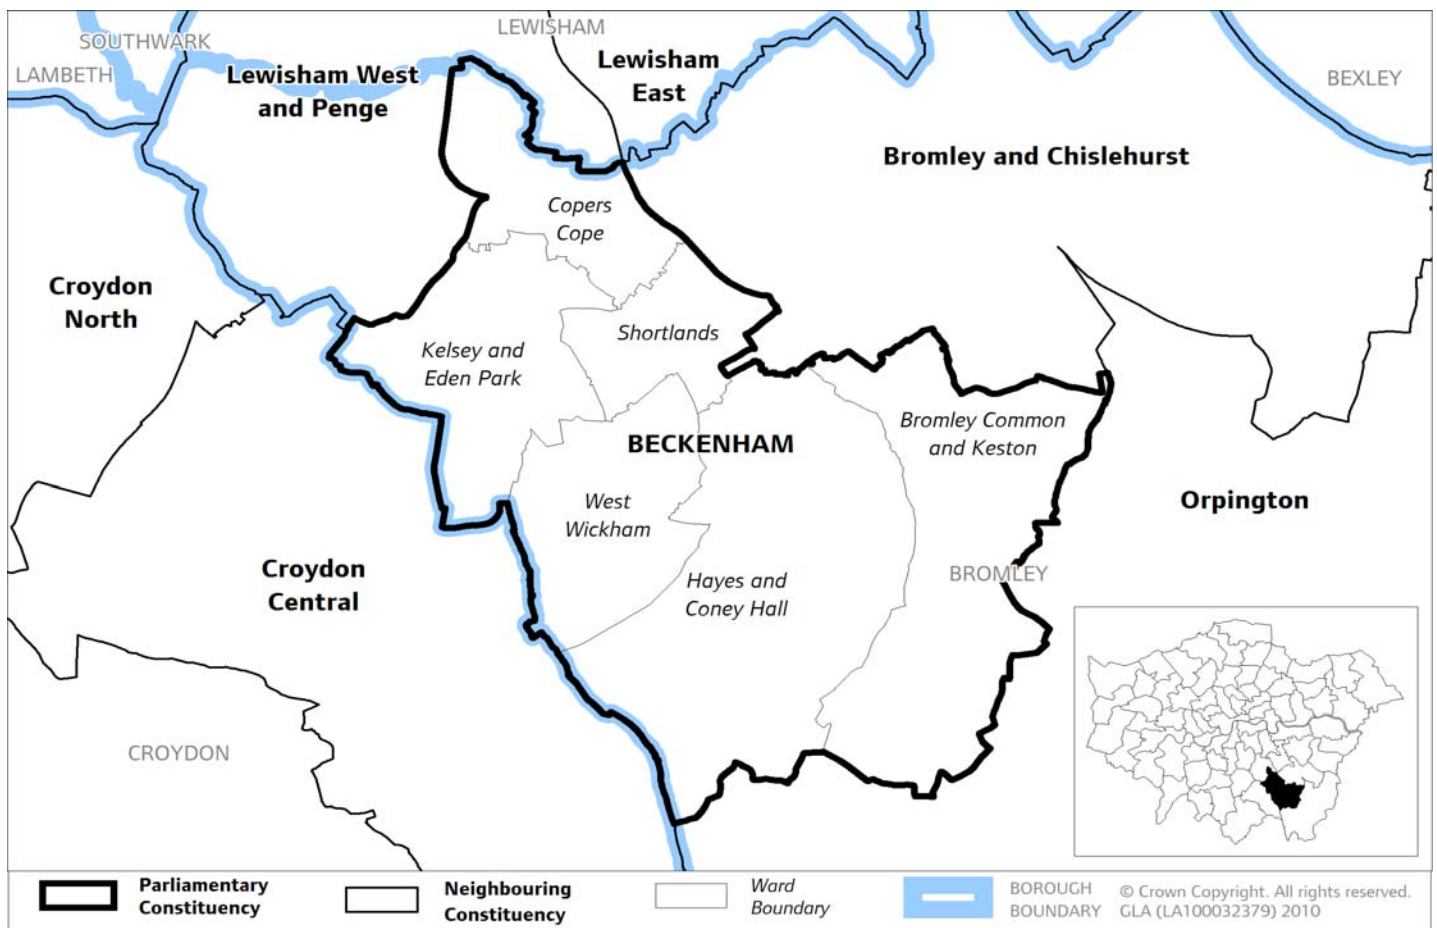 LEWISHAM
SOUTHWARK
LAMBETH
Lewisham West
and Penge
Lewisham
East
BEXLEY
Bromley and Chislehurst
Copers
Cope
Croydon
North
Shortlands
Kelsey and
Eden Park
BECKENHAM
Bromley Common
and Keston
West
Wickham
Orpington
Croydon
Central
Hayes and
Coney Hall
BROMLEY
CROYDON
Parliamentary
Constituency
Neighbouring
Constituency
Ward
Boundary
BOROUGH
BOUNDARY
© Crown Copyright. All rights reserved.
GLA (LA100032379) 2010